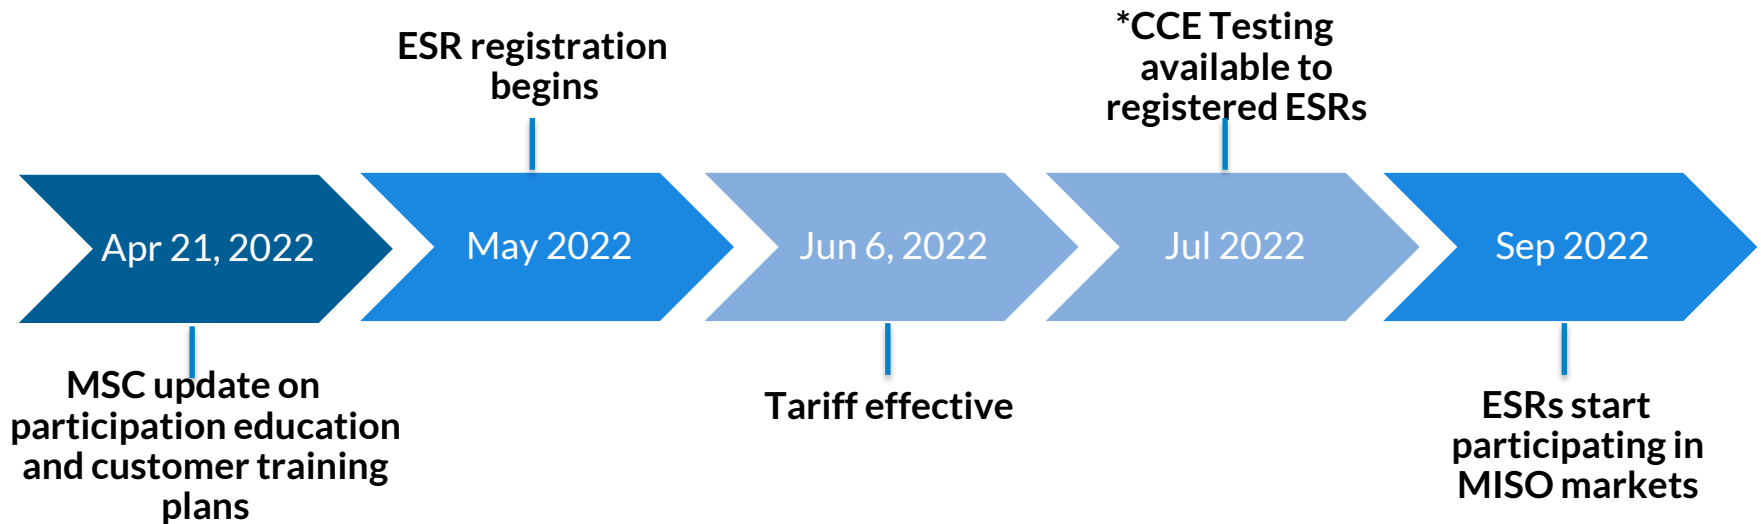 ESR registration
begins
*CCE Testing
available to
registered ESRs
Apr 21, 2022
May 2022
Jun 6, 2022
Jul 2022
Sep 2022
MSC update on
participation education
and customer training
plans
Tariff effective
ESRs start
participating in
MISO markets